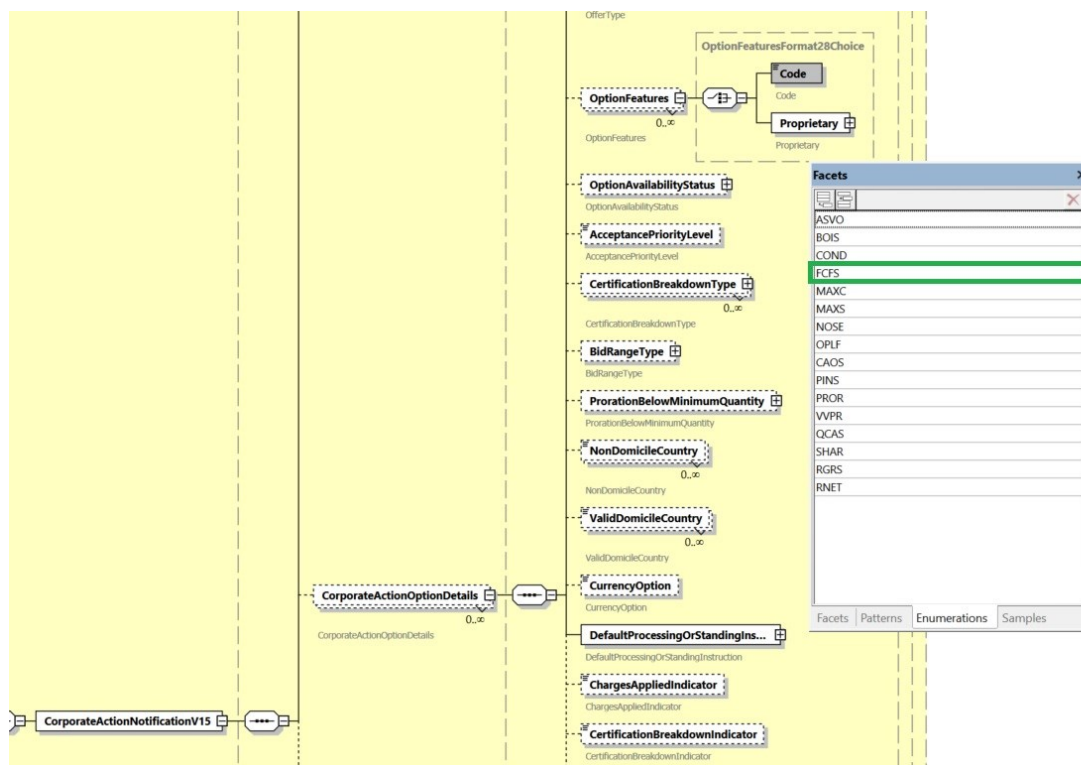 OfferType
OptionFeaturesFormat28Choice
Code
Code
OptionFeatures
0..∞
OptionFeatures
Proprietary
Proprietary
OptionAvailabilityStatus
OptionAvailabilityStatus
AcceptancePriorityLevel
AcceptancePriorityLevel
CertificationBreakdownType
0..∞
CertificationBreakdownType
BidRangeType
BidRangeType
ProrationBelowMinimumQuantity
ProrationBelowMinimumQuantity
NonDomicileCountry
0..∞
NonDomicileCountry
ValidDomicileCountry
0..∞
ValidDomicileCountry
CorporateActionOptionDetails
0..∞
CorporateActionOptionDetails
CurrencyOption
CurrencyOption
DefaultProcessingOrStandingIns...
DefaultProcessingOrStandingInstruction
ChargesAppliedIndicator
ChargesAppliedIndicator
CorporateActionNotificationV15
CertificationBreakdownIndicator
CertificationBreakdownIndicator
Facets
ASVO
BOIS
COND
FCFS
MAXC
MAXS
NOSE
OPLF
CAOS
PINS
PROR
VVPR
QCAS
SHAR
RGRS
RNET
Facets Patterns Enumerations Samples